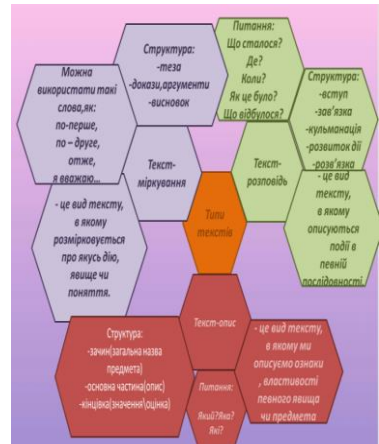 Питання:
Що сталося?
Де?
Коли?
Як це було?
Що відбулося?
Структура:
-теза
-докази,аргументи
-висновок
Можна
використати такі
слова,як:
по-перше,
по – друге,
отже,
я вважаю...
Структура:
-вступ
- зав’язка
-кульманація
-розвиток дії
-розв’язка
Текст-
міркування
Текст-
розповідь
- це вид тексту,
в якому
розмірковується
про якусь дію,
явище чи
поняття.
Типи
текстів
- це вид
тексту,
в якому
описуються
події в
певній
послідовності.
Текст-опис
Структура:
-зачин(загальна назва
предмета)
-основна частина(опис)
-кінцівка(значення\оцінка)
Питання:
Який?Яка?
Які?
- це вид тексту,
в якому ми
описуємо ознаки
, властивості
певного явища
чи предмета